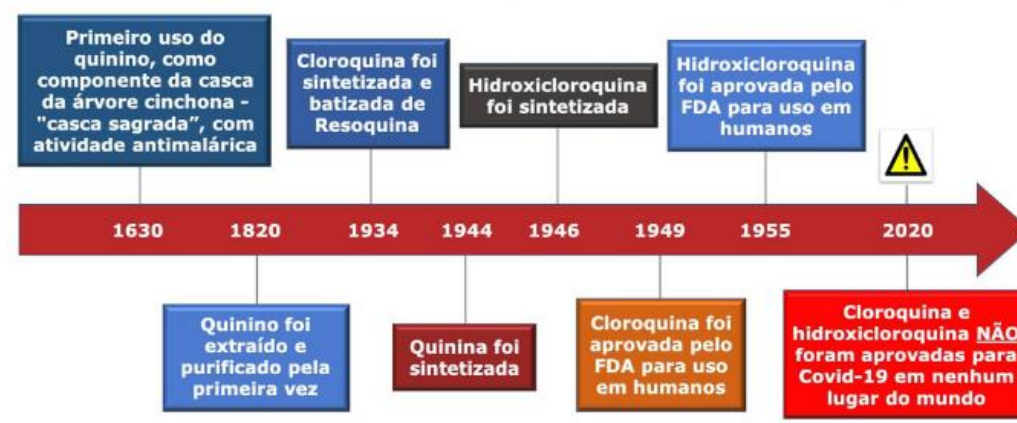 Primeiro uso do
quinino, como
componente da casca
da árvore cinchona -
"casca sagrada”, com
atividade antimalárica
Cloroquina foi
sintetizada e
batizada de
Resoquina
Hidroxicloroquina
foi sintetizada
Hidroxicloroquina
foi aprovada pelo
FDA para uso em
humanos
1630 1820 1934 1944 1946 1949 1955 2020
Quinino foi
extraído e
purificado pela
primeira vez
Quinina foi
sintetizada
Cloroquina foi
aprovada pelo
FDA para uso
em humanos
Cloroquina e
hidroxicloroquina NÃO
foram aprovadas para
Covid-19 em nenhum
lugar do mundo